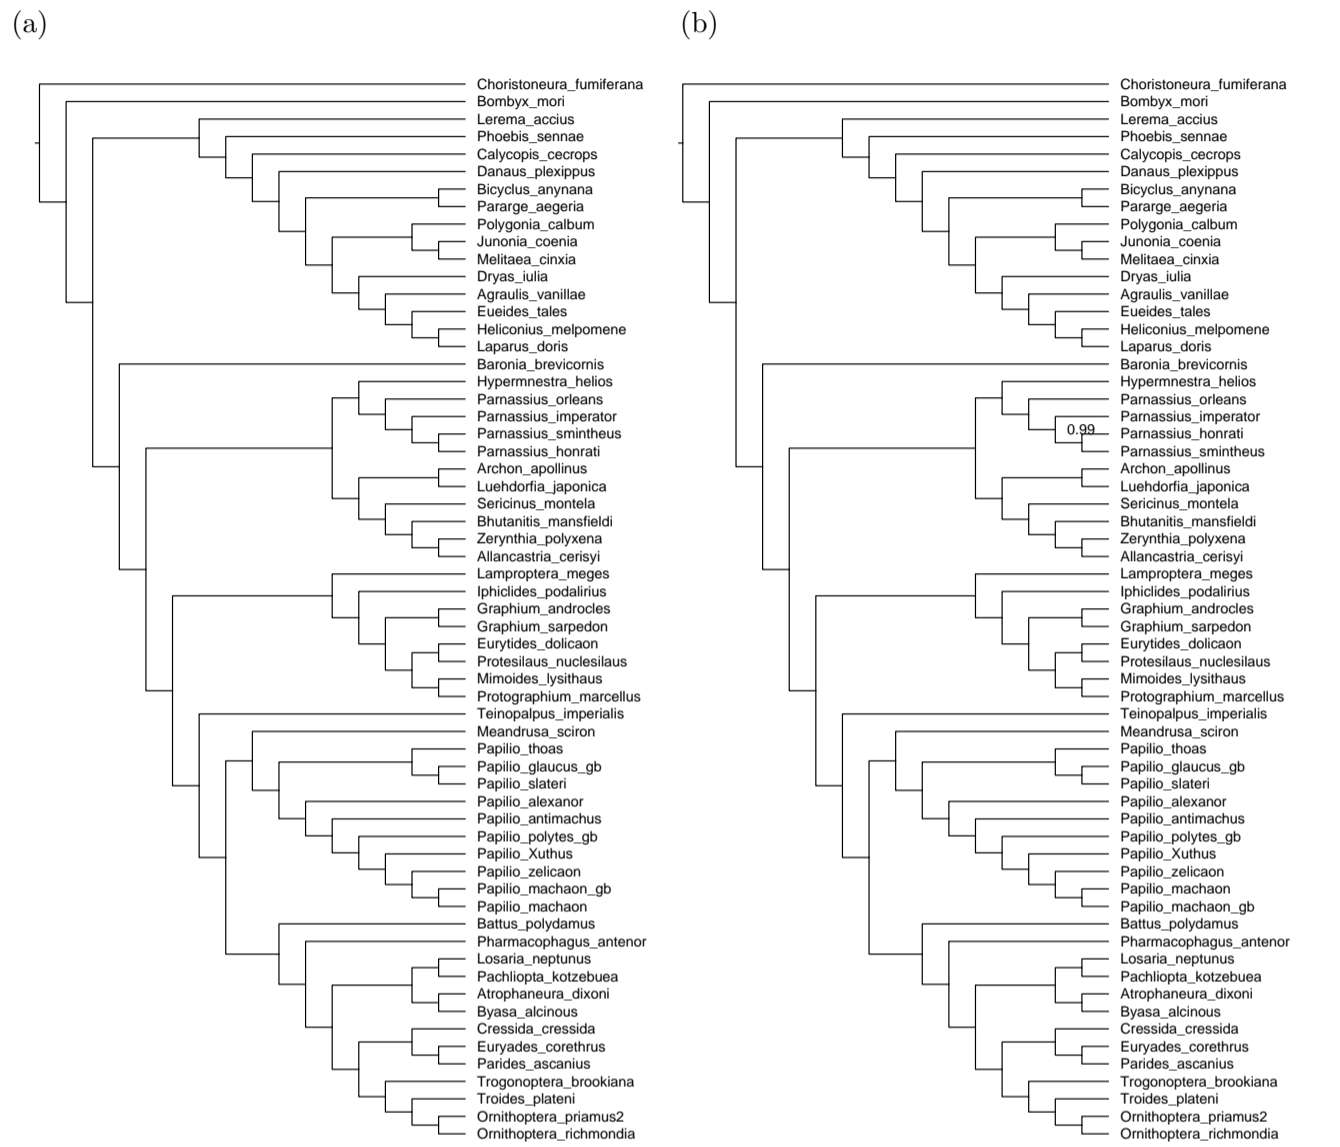 (a)
Choristoneura_fumiferana
Bombyx_mori
Lerema_accius
Phoebis_sennae
Calycopis_cecrops
Danaus_plexippus
Bicyclus_anynana
Pararge_aegeria
Polygonia_calbum
Junonia_coenia
Melitaea_cinxia
Dryas_iulia
Agraulis_vanillae
Eueides_tales
Heliconius_melpomene
Laparus_doris
Baronia_brevicornis
Hypermnestra_helios
Parnassius_orleans
Parnassius_imperator
Parnassius_smintheus
Parnassius_honrati
Archon_apollinus
Luehdorfia_japonica
Sericinus_montela
Bhutanitis_mansfieldi
Zerynthia_polyxena
Allancastria_cerisyi
Lamproptera_meges
Iphiclides_podalirius
Graphium_androcles
Graphium_sarpedon
Eurytides_dolicaon
Protesilaus_nuclesilaus
Mimoides_lysithaus
Protographium_marcellus
Teinopalpus_imperialis
Meandrusa_sciron
Papilio_thoas
Papilio_glaucus_gb
Papilio_slateri
Papilio_alexanor
Papilio_antimachus
Papilio_polytes_gb
Papilio_Xuthus
Papilio_zelicaon
Papilio_machaon_gb
Papilio_machaon
Battus_polydamus
Pharmacophagus_antenor
Losaria_neptunus
Pachliopta_kotzebuea
Atrophaneura_dixoni
Byasa_alcinous
Cressida_cressida
Euryades_corethrus
Parides_ascanius
Trogonoptera_brookiana
Troides_plateni
Ornithoptera_priamus2
Ornithoptera_richmondia
(b)
Choristoneura_fumiferana
Bombyx_mori
Lerema_accius
Phoebis_sennae
Calycopis_cecrops
Danaus_plexippus
Bicyclus_anynana
Pararge_aegeria
Polygonia_calbum
Junonia_coenia
Melitaea_cinxia
Dryas_iulia
Agraulis_vanillae
Eueides_tales
Heliconius_melpomene
Laparus_doris
Baronia_brevicornis
Hypermnestra_helios
Parnassius_orleans
Parnassius_imperator
0.99
Parnassius_honrati
Parnassius_smintheus
Archon_apollinus
Luehdorfia_japonica
Sericinus_montela
Bhutanitis_mansfieldi
Zerynthia_polyxena
Allancastria_cerisyi
Lamproptera_meges
Iphiclides_podalirius
Graphium_androcles
Graphium_sarpedon
Eurytides_dolicaon
Protesilaus_nuclesilaus
Mimoides_lysithaus
Protographium_marcellus
Teinopalpus_imperialis
Meandrusa_sciron
Papilio_thoas
Papilio_glaucus_gb
Papilio_slateri
Papilio_alexanor
Papilio_antimachus
Papilio_polytes_gb
Papilio_Xuthus
Papilio_zelicaon
Papilio_machaon
Papilio_machaon_gb
Battus_polydamus
Pharmacophagus_antenor
Losaria_neptunus
Pachliopta_kotzebuea
Atrophaneura_dixoni
Byasa_alcinous
Cressida_cressida
Euryades_corethrus
Parides_ascanius
Trogonoptera_brookiana
Troides_plateni
Ornithoptera_priamus2
Ornithoptera_richmondia